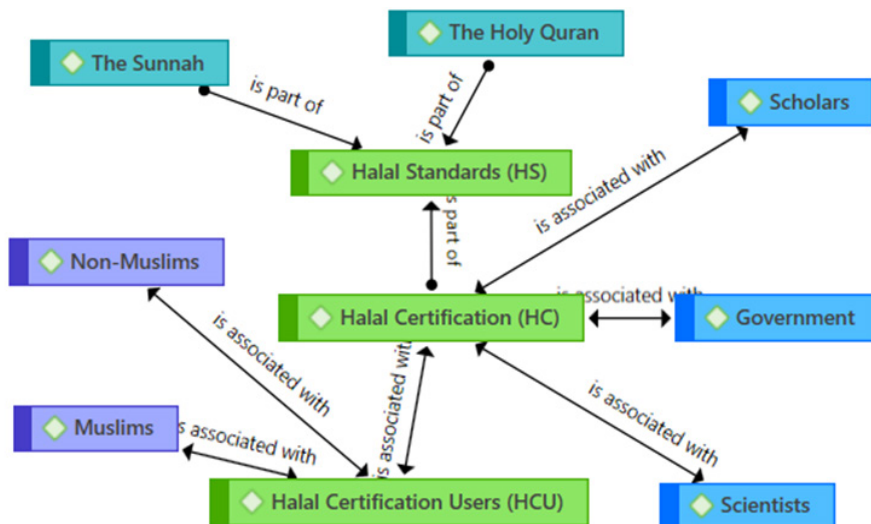 The Holy Quran
The Sunnah
is part of
is part of
Scholars
Halal Standards (HS)
is associated with
is part of
Non-Muslims
is associated with
Halal Certification (HC)
Government
is associated with
is associated with
is associated with
Muslims
is associated with
Halal Certification Users (HCU)
Scientists